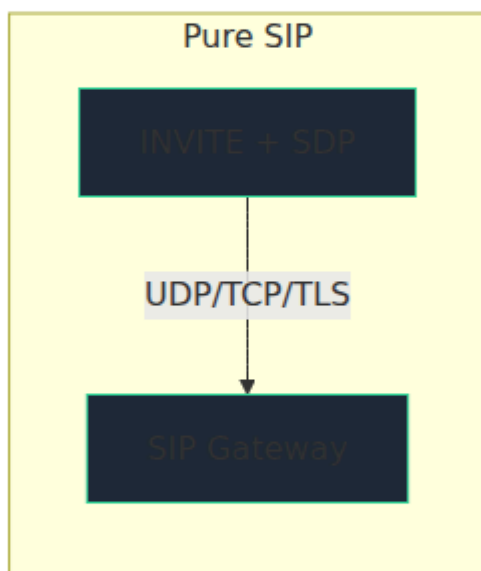 Pure SIP
INVITE + SDP
UDP/TCP/TLS
SIP Gateway